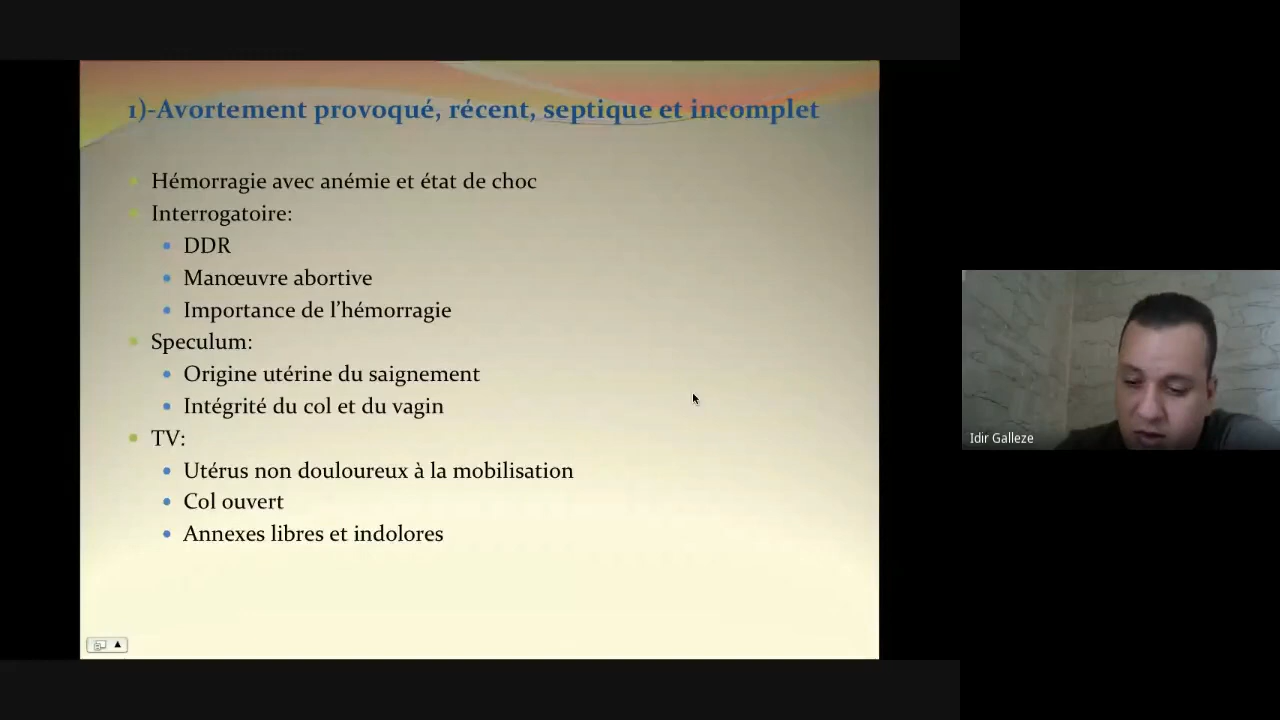 1)-Avortement provoqué, récent, septique et incomplet
Hémorragie avec anémie et état de choc
Interrogatoire:
DDR
Manœuvre abortive
Importance de l’hémorragie
Speculum:
Origine utérine du saignement
Intégrité du col et du vagin
TV:
Utérus non douloureux à la mobilisation
Col ouvert
Annexes libres et indolores
Idir Galleze